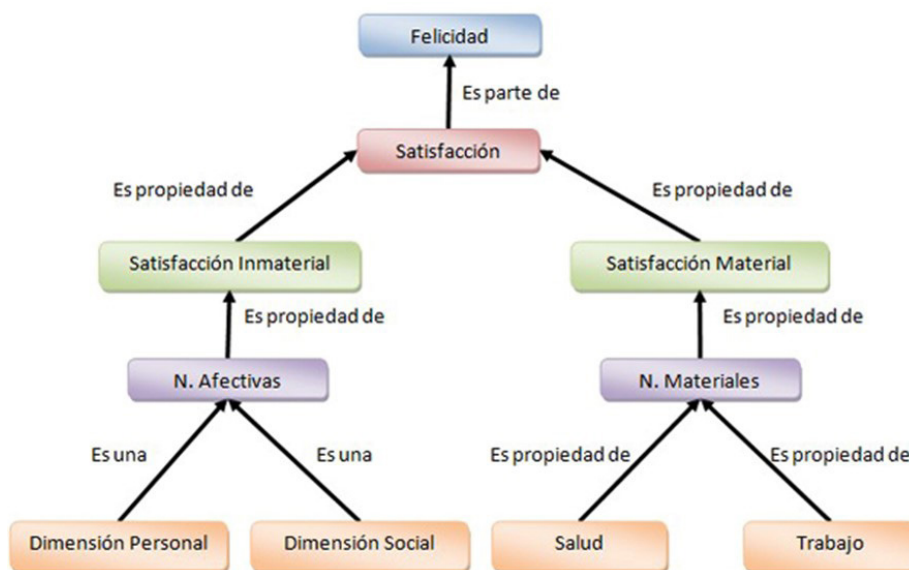 Felicidad
Es parte de
Satisfacción
Es propiedad de
Es propiedad de
Satisfacción Inmaterial
Satisfacción Material
Es propiedad de
Es propiedad de
N. Afectivas
N. Materiales
Es una
Es una
Es propiedad de
Es propiedad de
Dimensión Personal
Dimensión Social
Salud
Trabajo